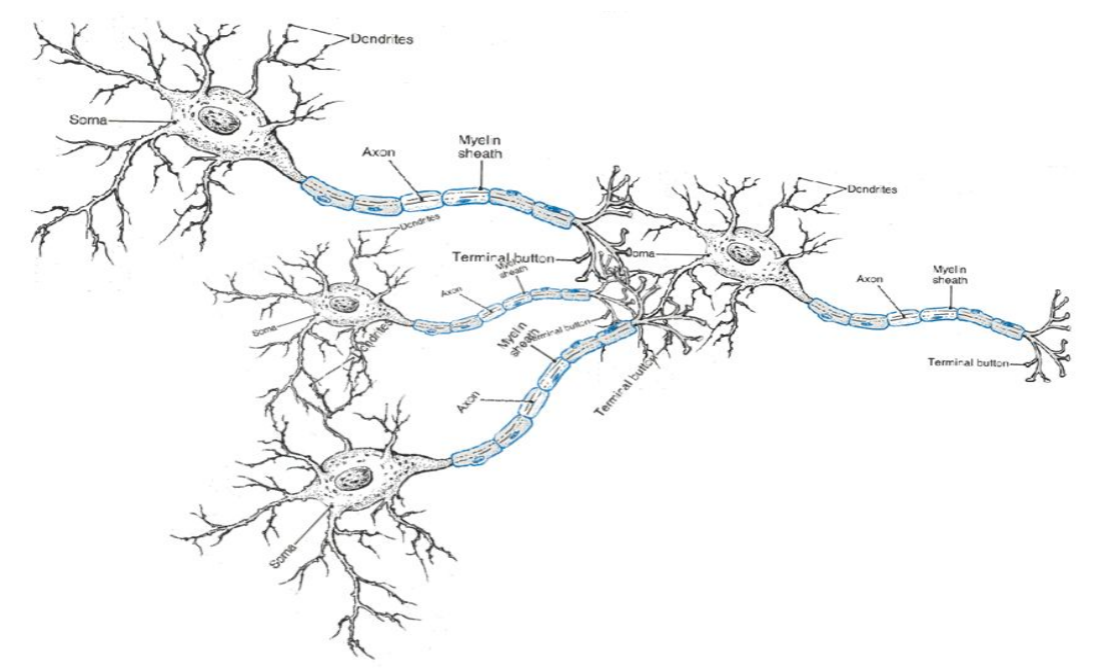 Dendrites
Soma
Axon
Myelin
sheath
Dendrites
Dendrites
Terminal button
Soma
Myelin
sheath
Axon
Axon
Myelin
sheath
Soma
Dendrites
Myelin
sheath
Terminal button
Terminal button
Terminal button
Axon
Soma